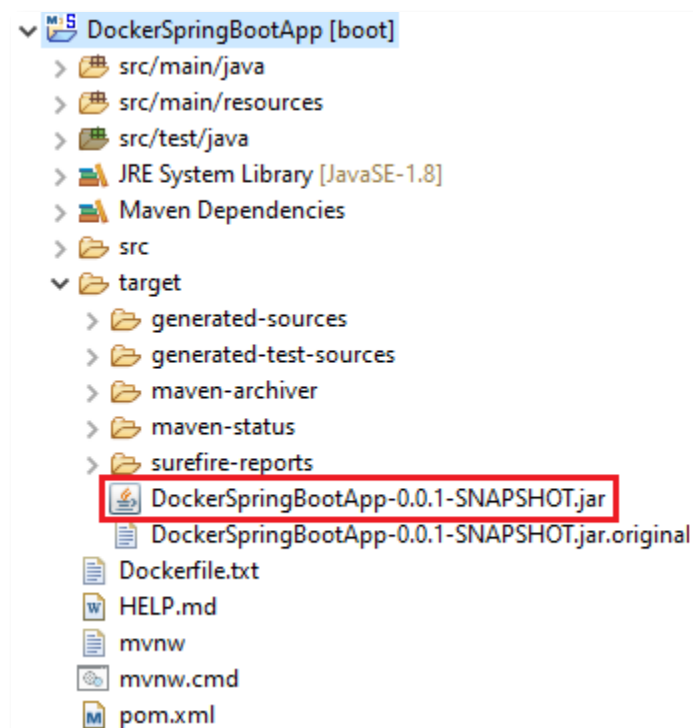 DockerSpringBootApp [boot]
src/main/java
src/main/resources
src/test/java
JRE System Library [JavaSE-1.8]
Maven Dependencies
src
target
generated-sources
generated-test-sources
maven-archiver
maven-status
surefire-reports
DockerSpringBootApp-0.0.1-SNAPSHOT.jar
DockerSpringBootApp-0.0.1-SNAPSHOT.jar.original
Dockerfile.txt
HELP.md
mvnw
mvnw.cmd
pom.xml